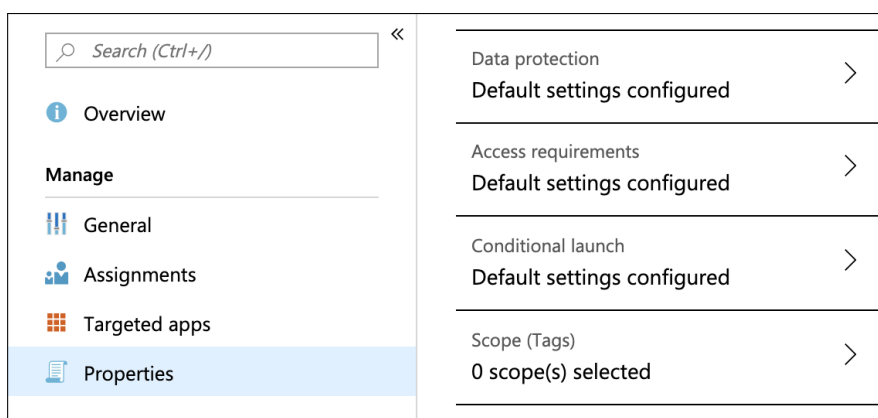 Search (Ctrl+/)
«
Overview
Manage
General
Assignments
Targeted apps
Properties
Data protection
Default settings configured
Access requirements
Default settings configured
Conditional launch
Default settings configured
Scope (Tags)
0 scope(s) selected